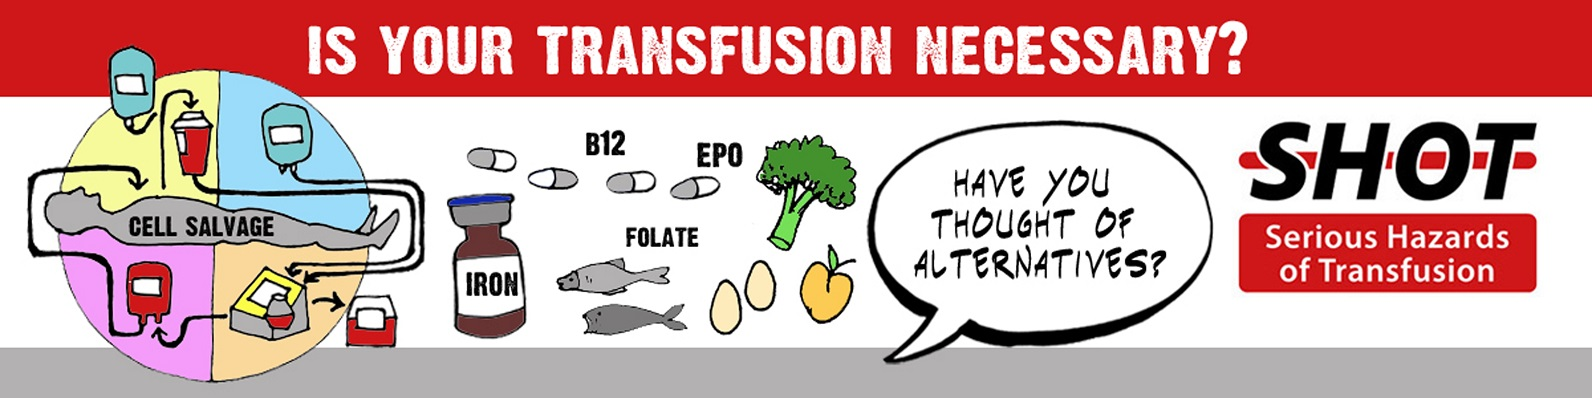 IS YOUR TRANSFUSION NECESSARY?
CELL SALVAGE
B12
EPO
FOLATE
IRON
HAVE YOU
THOUGHT OF
ALTERNATIVES?
SHOT
Serious Hazards
of Transfusion